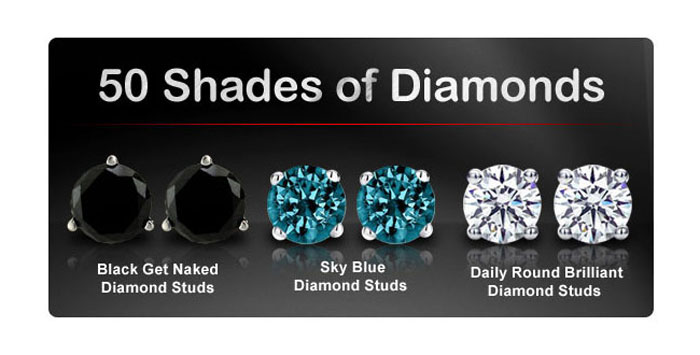 50 Shades of Diamonds
Black Get Naked
Diamond Studs
Sky Blue
Diamond Studs
Daily Round Brilliant
Diamond Studs